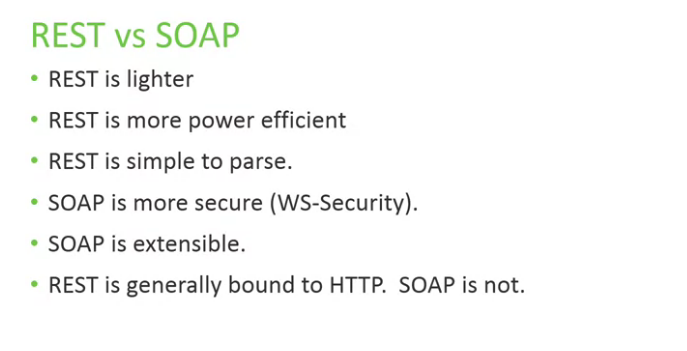 REST vs SOAP
• REST is lighter
• REST is more power efficient
• REST is simple to parse.
• SOAP is more secure (WS-Security).
• SOAP is extensible.
• REST is generally bound to HTTP.  SOAP is not.